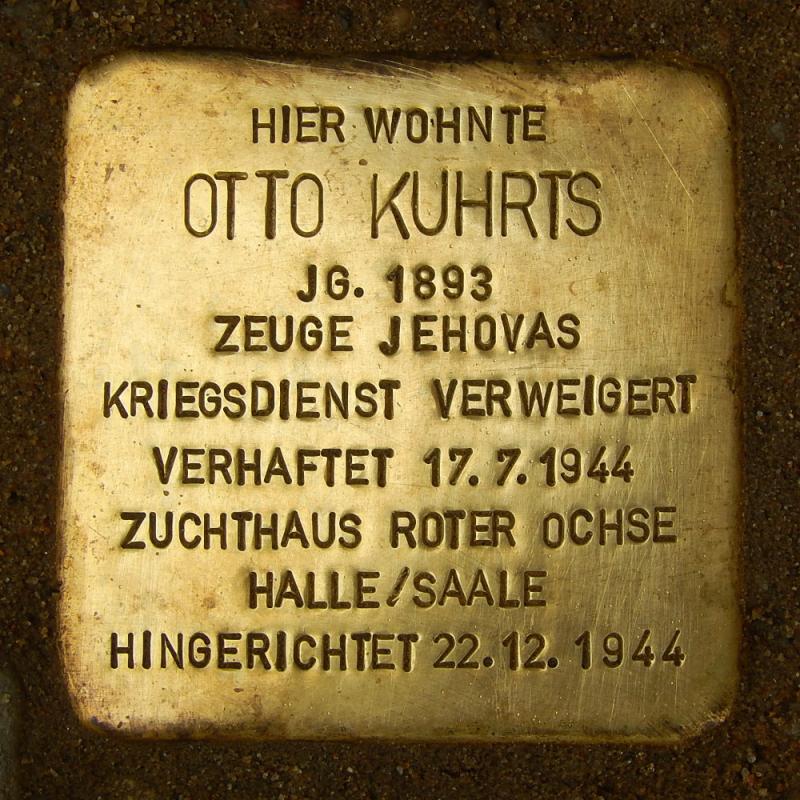 HIER WOHNTE
OTTO KUHRTS
JG. 1893
ZEUGE JEHOVAS
KRIEGSDIENST VERWEIGERT
VERHAFTET 17.7.1944
ZUCHTHAUS ROTER OCHSE
HALLE/SAALE
HINGERICHTET 22.12.1944